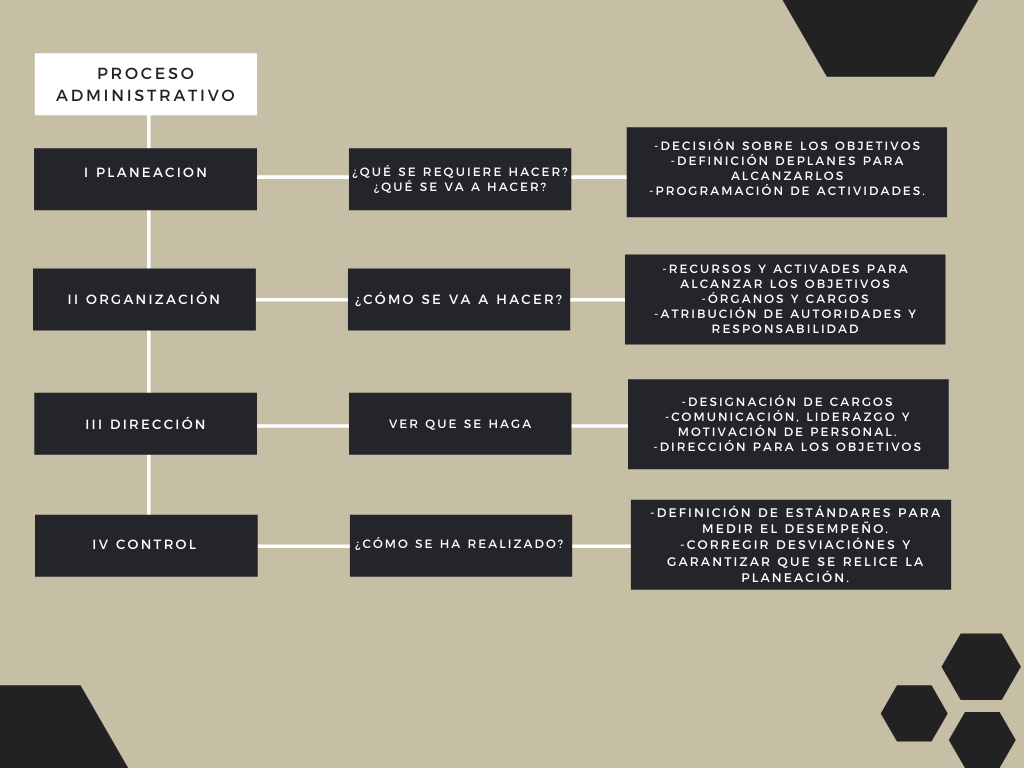 PROCESO
ADMINISTRATIVO
I PLANEACION
¿QUÉ SE REQUIERE HACER?
¿QUÉ SE VA A HACER?
-DECISIÓN SOBRE LOS OBJETIVOS
-DEFINICIÓN DEPLANES PARA
ALCANZARLOS
-PROGRAMACIÓN DE ACTIVIDADES.
II ORGANIZACIÓN
¿CÓMO SE VA A HACER?
-RECURSOS Y ACTIVADES PARA
ALCANZAR LOS OBJETIVOS
-ÓRGANOS Y CARGOS
-ATRIBUCIÓN DE AUTORIDADES Y
RESPONSABILIDAD
III DIRECCIÓN
VER QUE SE HAGA
-DESIGNACIÓN DE CARGOS
-COMUNICACIÓN, LIDERAZGO Y
MOTIVACIÓN DE PERSONAL.
-DIRECCIÓN PARA LOS OBJETIVOS
IV CONTROL
¿CÓMO SE HA REALIZADO?
-DEFINICIÓN DE ESTÁNDARES PARA
MEDIR EL DESEMPEÑO.
-CORREGIR DESVIACIÓNES Y
GARANTIZAR QUE SE RELICE LA
PLANEACIÓN.